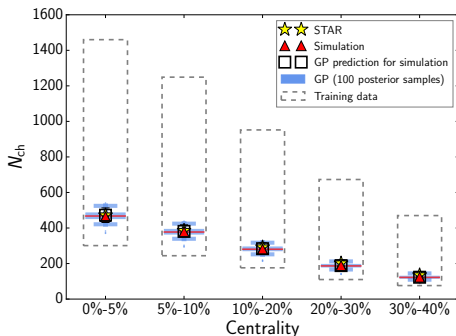 1600
1400
1200
1000
800
600
400
200
0
N_ch
STAR
Simulation
GP prediction for simulation
GP (100 posterior samples)
Training data
0%-5% 5%-10% 10%-20% 20%-30% 30%-40%
Centrality